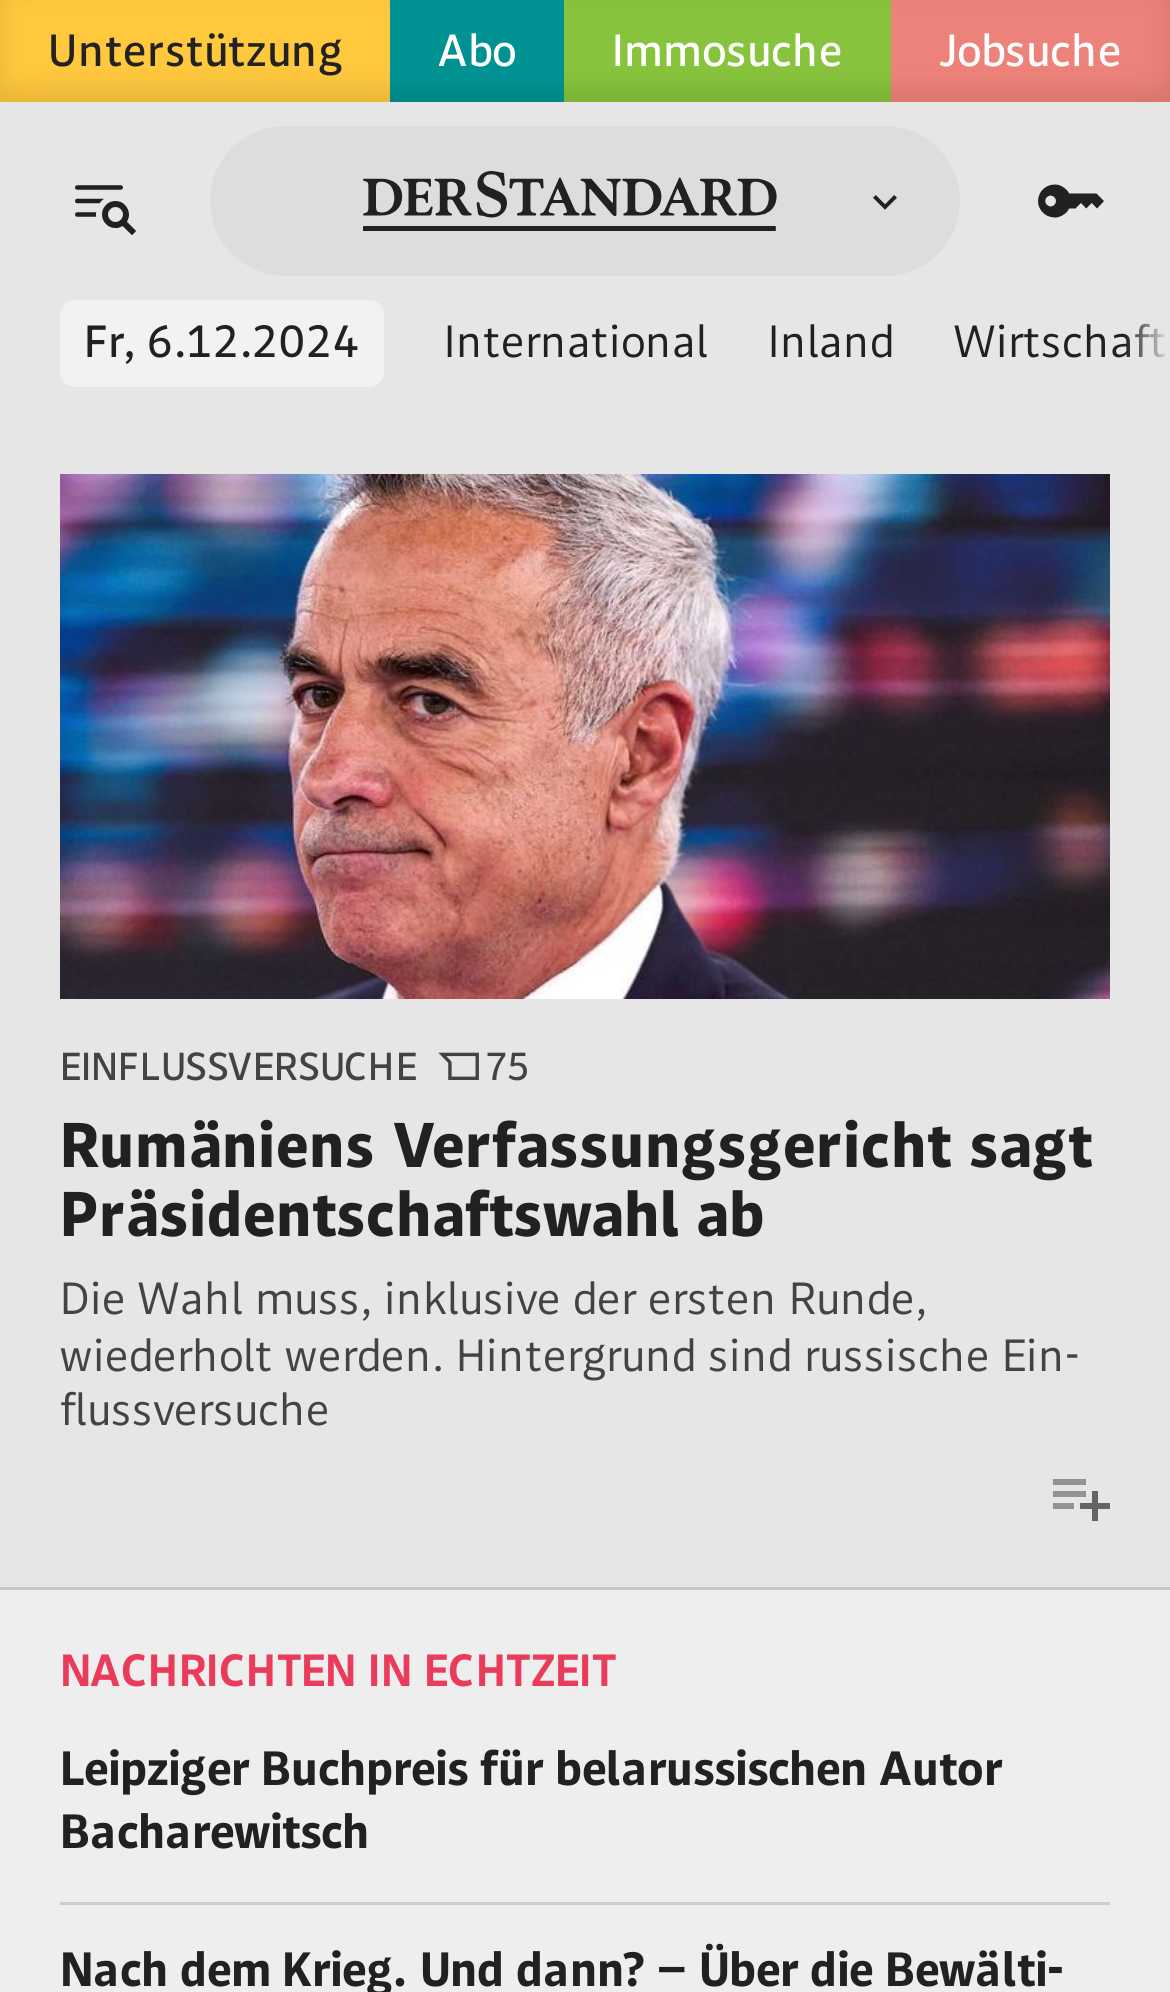 Unterstützung Abo Immosuche Jobsuche
DERSTANDARD
Fr, 6.12.2024 International Inland Wirtschaft
EINFLUSSVERSUCHE 75
Rumäniens Verfassungsgericht sagt
Präsidentschaftswahl ab
Die Wahl muss, inklusive der ersten Runde,
wiederholt werden. Hintergrund sind russische Ein-
flussversuche
NACHRICHTEN IN ECHTZEIT
Leipziger Buchpreis für belarussischen Autor
Bacharewitsch
Nach dem Krieg. Und dann? – Über die Bewälti-